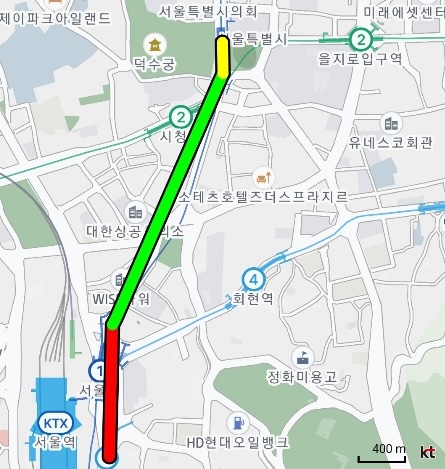 서울특별시의회
제이파크아일랜드
미래에셋센터
울특별시
2
덕수궁
을지로입구역
2
시청
유네스코회관
소테츠호텔즈더스프라지르
대한상공
리소
4
회현역
WIS
워
1
서울
정화미용고
KTX
서울역
HD현대오일뱅크
400 m
kt